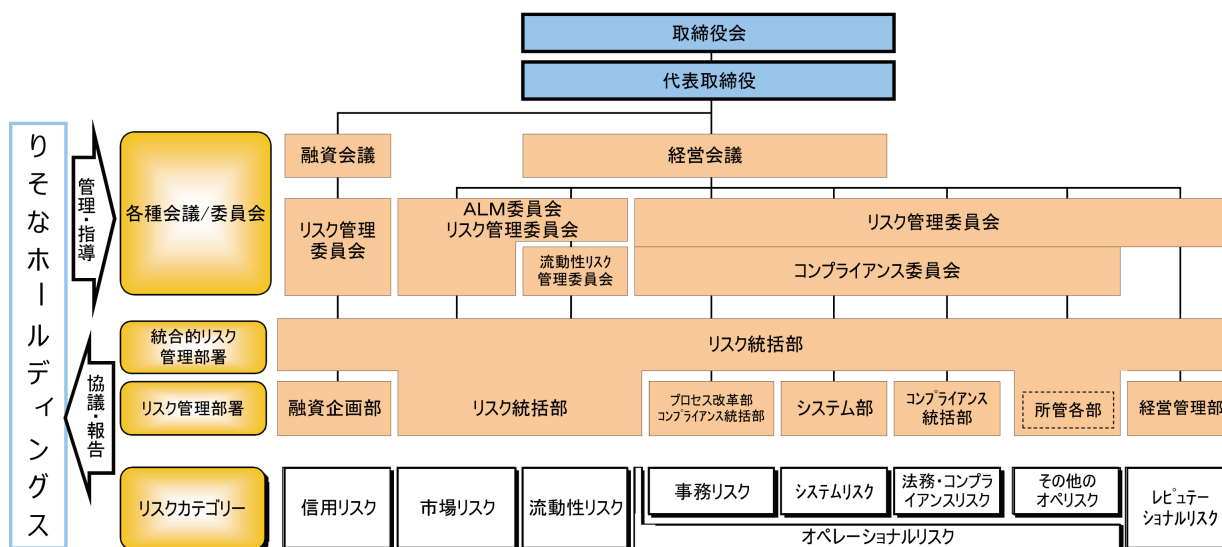 取締役会
代表取締役
りそなホールディングス
管理・指導
協議・報告
各種会議/委員会
融資会議
経営会議
リスク管理
委員会
ALM委員会
リスク管理委員会
流動性リスク
管理委員会
リスク管理委員会
コンプライアンス委員会
統合的リスク
管理部署
リスク統括部
リスク管理部署
融資企画部
リスク統括部
プロセス改革部
コンプライアンス統括部
システム部
コンプライアンス
統括部
所管各部
経営管理部
リスクカテゴリー
信用リスク
市場リスク
流動性リスク
事務リスク
システムリスク
法務・コンプラ
イアンスリスク
その他の
オペリスク
オペレーショナルリスク
レピュテー
ショナルリスク